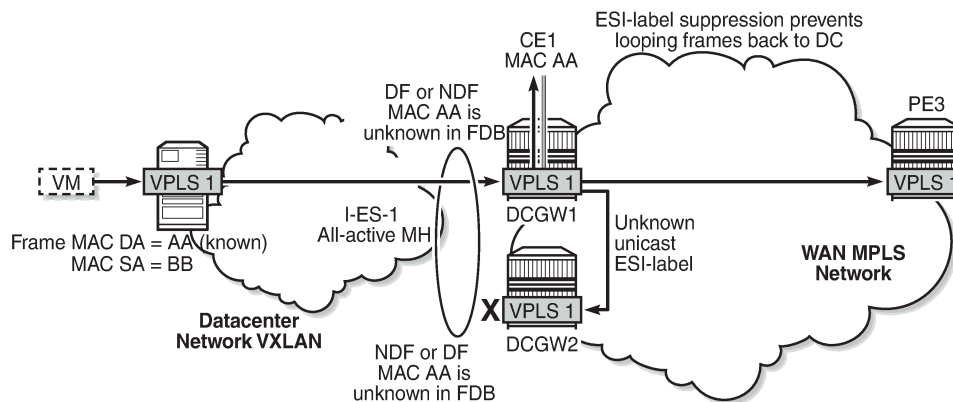 ESI-label suppression prevents
looping frames back to DC
CE1
MAC AA
DF or NDF
MAC AA is
unknown in FDB
PE3
VM
VPLS 1
VPLS 1
VPLS 1
DCGW1
I-ES-1
All-active MH
Frame MAC DA = AA (known)
MAC SA = BB
Unknown
unicast
ESI-label
WAN MPLS
Network
X
VPLS 1
DCGW2
Datacenter
Network VXLAN
NDF or DF
MAC AA is
unknown in FDB